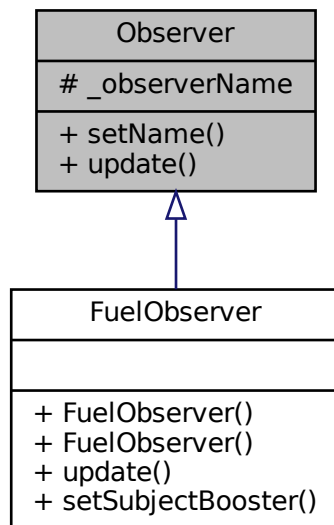 Observer
# _observerName
+ setName()
+ update()
FuelObserver
+ FuelObserver()
+ FuelObserver()
+ update()
+ setSubjectBooster()